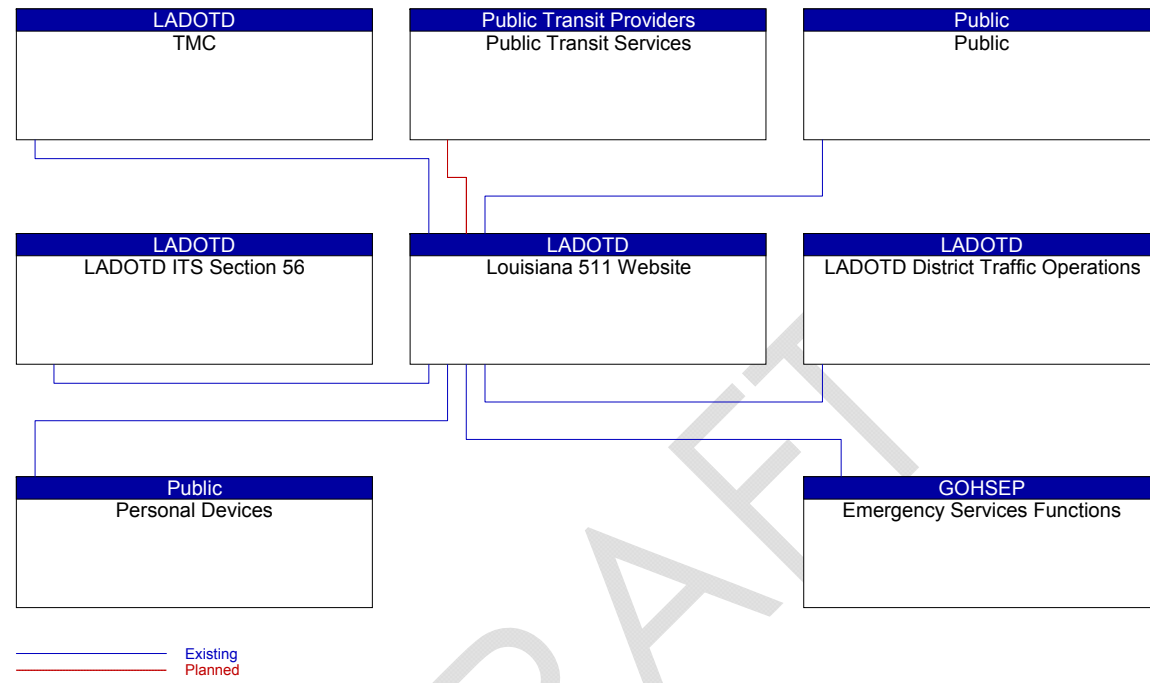 LADOTD
TMC
Public Transit Providers
Public Transit Services
Public
Public
LADOTD
LADOTD ITS Section 56
LADOTD
Louisiana 511 Website
LADOTD
LADOTD District Traffic Operations
Public
Personal Devices
GOHSEP
Emergency Services Functions
Existing
Planned
DRAFT